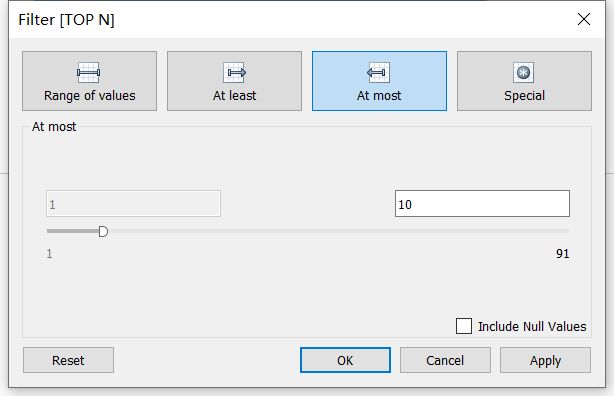 Filter [TOP N]
Range of values
At least
At most
Special
At most
1
10
1
91
Include Null Values
Reset
OK
Cancel
Apply